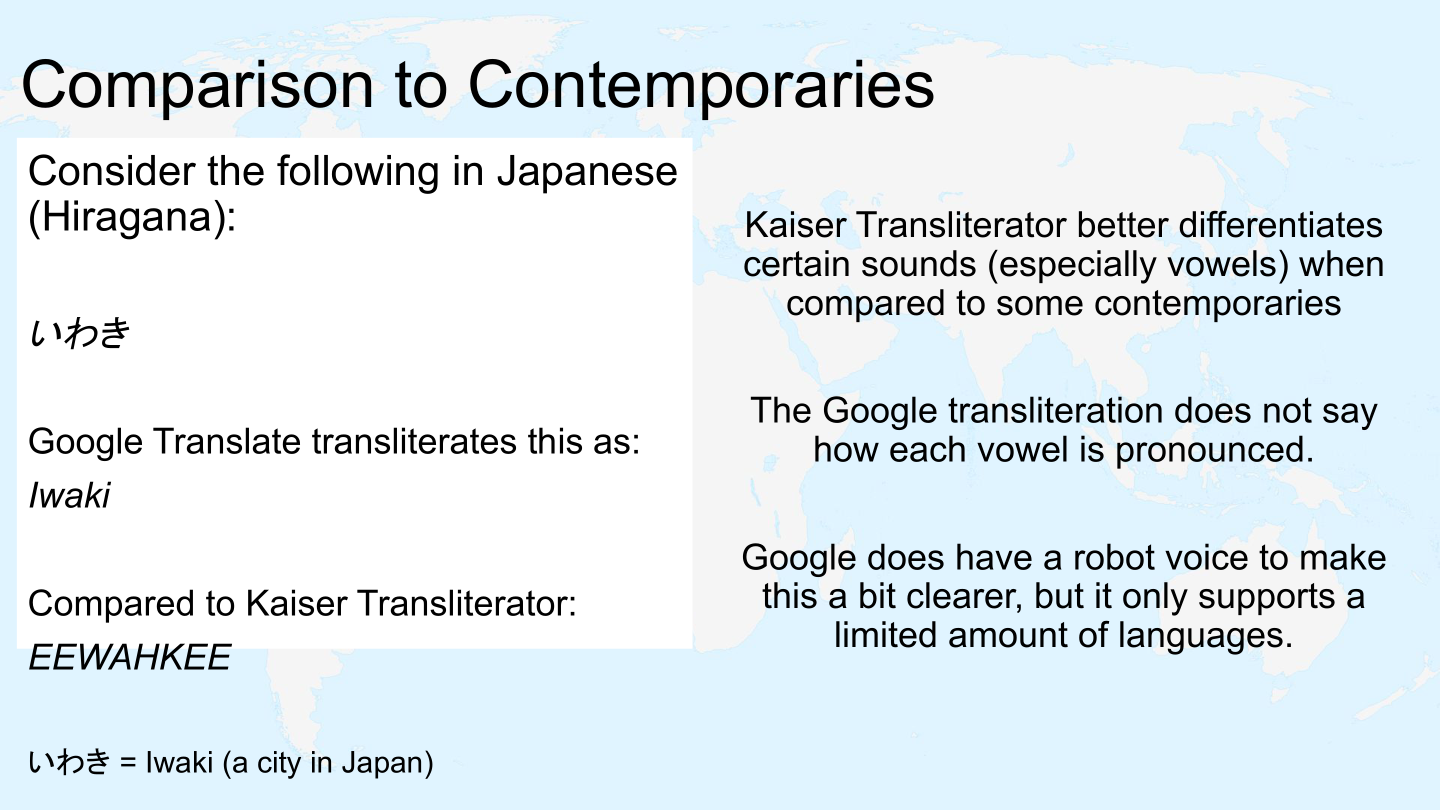 Comparison to Contemporaries
Consider the following in Japanese
(Hiragana):
いわき
Google Translate transliterates this as:
Iwaki
Compared to Kaiser Transliterator:
EEWAHKEE
いわき = Iwaki (a city in Japan)
Kaiser Transliterator better differentiates
certain sounds (especially vowels) when
compared to some contemporaries
The Google transliteration does not say
how each vowel is pronounced.
Google does have a robot voice to make
this a bit clearer, but it only supports a
limited amount of languages.